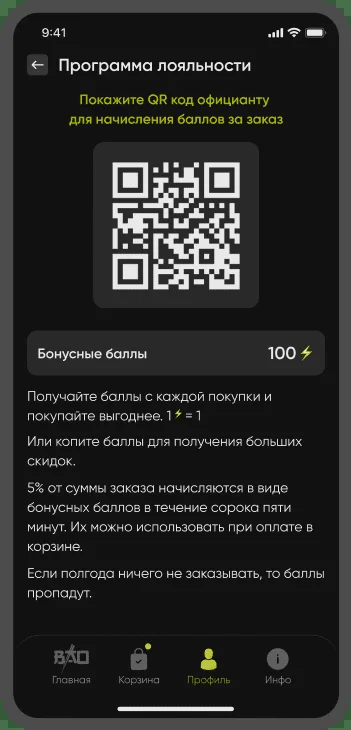 9:41
Программа лояльности
Покажите QR код официанту
для начисления баллов за заказ
Бонусные баллы 100
Получайте баллы с каждой покупки и
покупайте выгоднее. 1 = 1
Или копите баллы для получения больших
скидок.
5% от суммы заказа начисляются в виде
бонусных баллов в течение сорока пяти
минут. Их можно использовать при оплате в
корзине.
Если полгода ничего не заказывать, то баллы
пропадут.
Главная Корзина Профиль Инфо